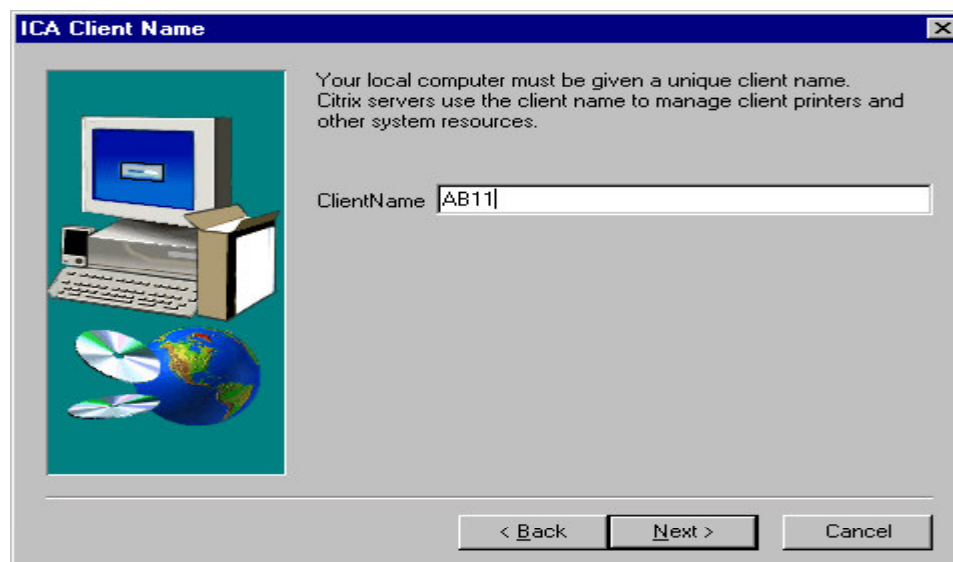 ICA Client Name
Your local computer must be given a unique client name.
Citrix servers use the client name to manage client printers and
other system resources.
ClientName AB11
< Back Next > Cancel